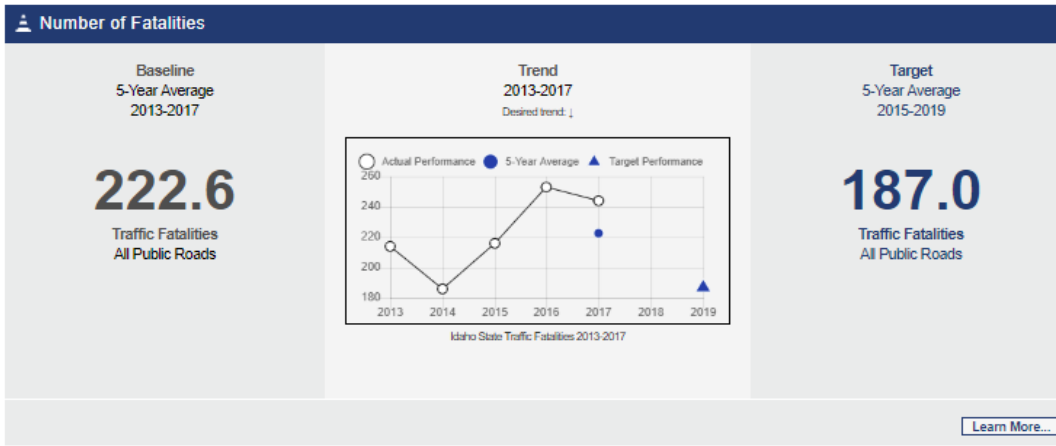 Number of Fatalities
Baseline
5-Year Average
2013-2017
222.6
Traffic Fatalities
All Public Roads
Trend
2013-2017
Desired trend: ↓
Actual Performance 5-Year Average Target Performance
260
240
220
200
180
2013 2014 2015 2016 2017 2018 2019
Idaho State Traffic Fatalities 2013-2017
Target
5-Year Average
2015-2019
187.0
Traffic Fatalities
All Public Roads
Learn More...